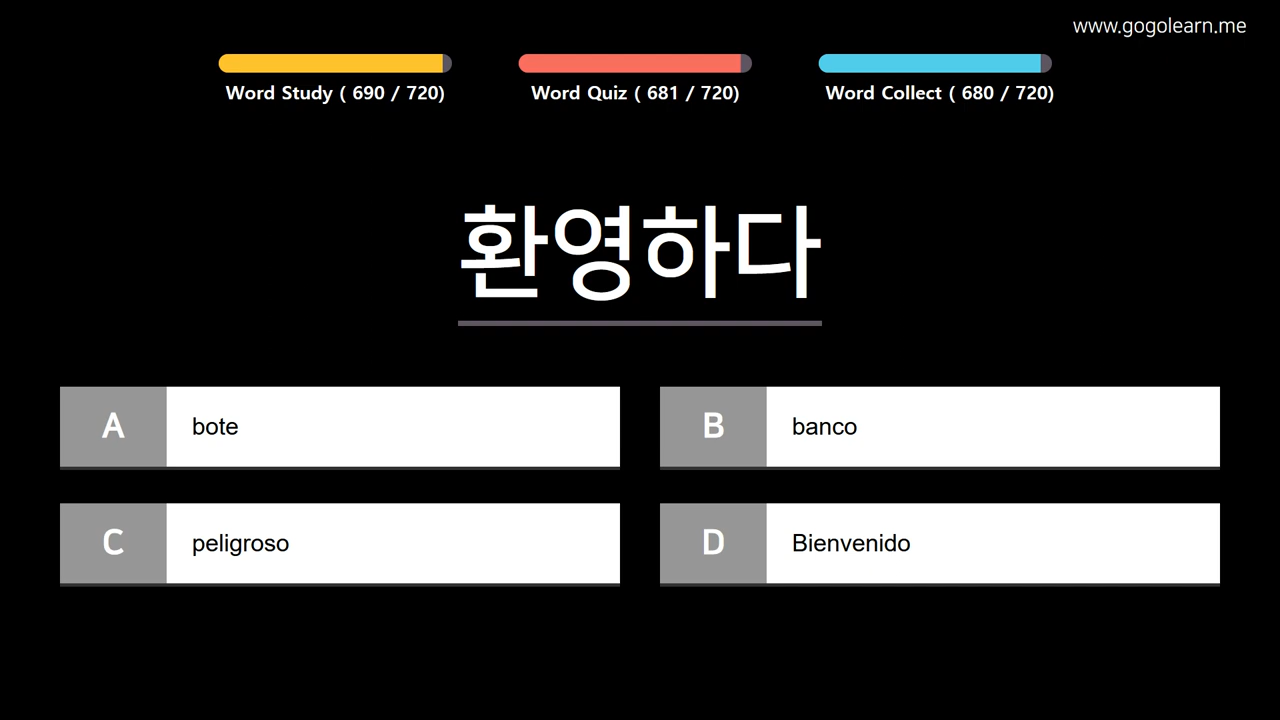 www.gogolearn.me
Word Study ( 690 / 720)
Word Quiz ( 681 / 720)
Word Collect ( 680 / 720)
환영하다
A bote
B banco
C peligroso
D Bienvenido